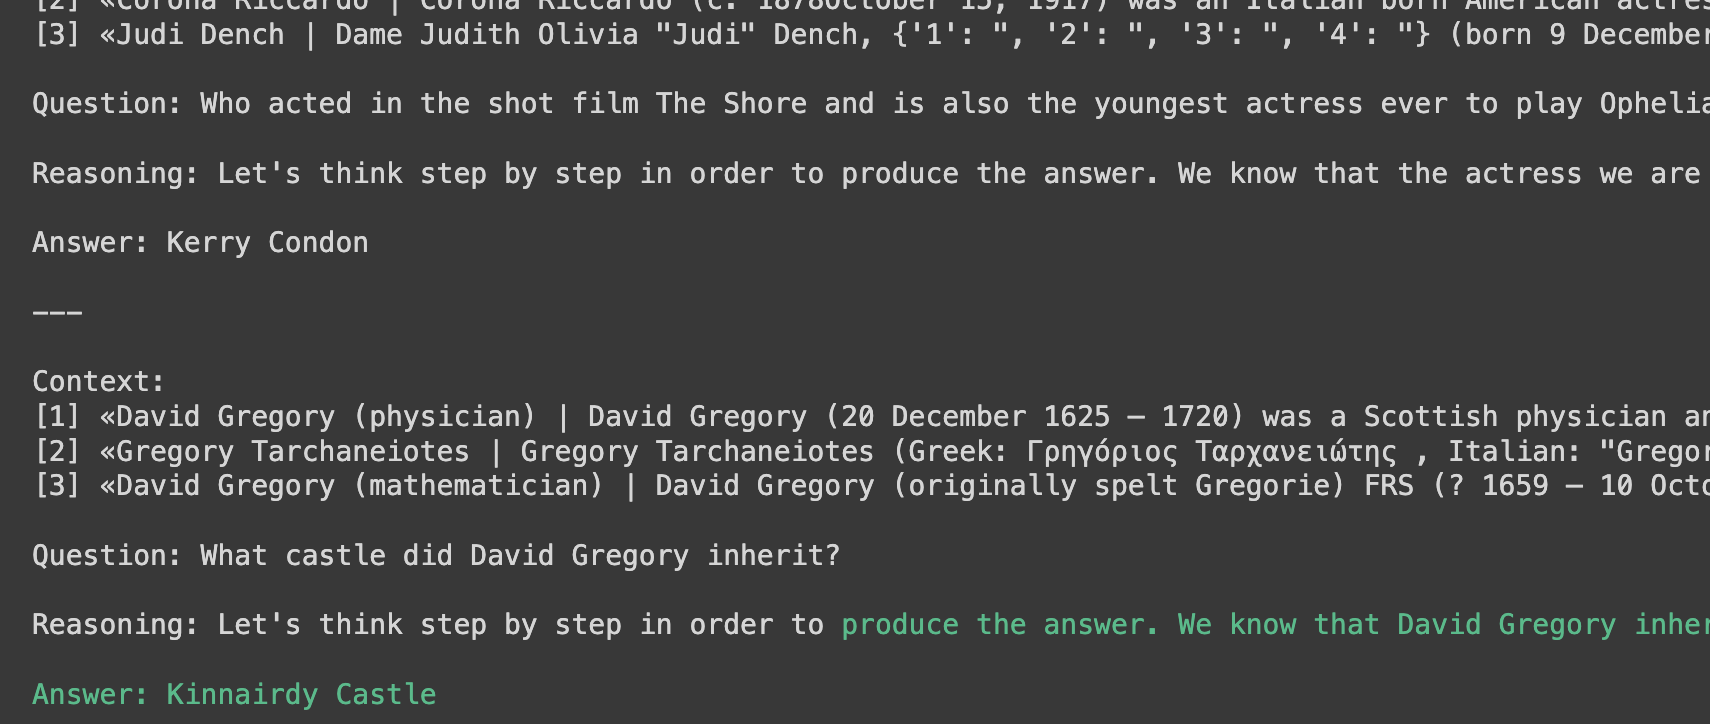 [2] «Corona Riccardo | Corona Riccardo (c. 1878October 15, 1917) was an Italian born American actres
[3] «Judi Dench | Dame Judith Olivia "Judi" Dench, {'1': ", '2': ", '3': ", '4': "} (born 9 December
Question: Who acted in the shot film The Shore and is also the youngest actress ever to play Ophelia
Reasoning: Let's think step by step in order to produce the answer. We know that the actress we are
Answer: Kerry Condon
---
Context:
[1] «David Gregory (physician) | David Gregory (20 December 1625 – 1720) was a Scottish physician an
[2] «Gregory Tarchaneiotes | Gregory Tarchaneiotes (Greek: Γρηγόριος Ταρχανειώτης , Italian: "Gregor
[3] «David Gregory (mathematician) | David Gregory (originally spelt Gregorie) FRS (? 1659 – 10 Octo
Question: What castle did David Gregory inherit?
Reasoning: Let's think step by step in order to produce the answer. We know that David Gregory inher
Answer: Kinnairdy Castle